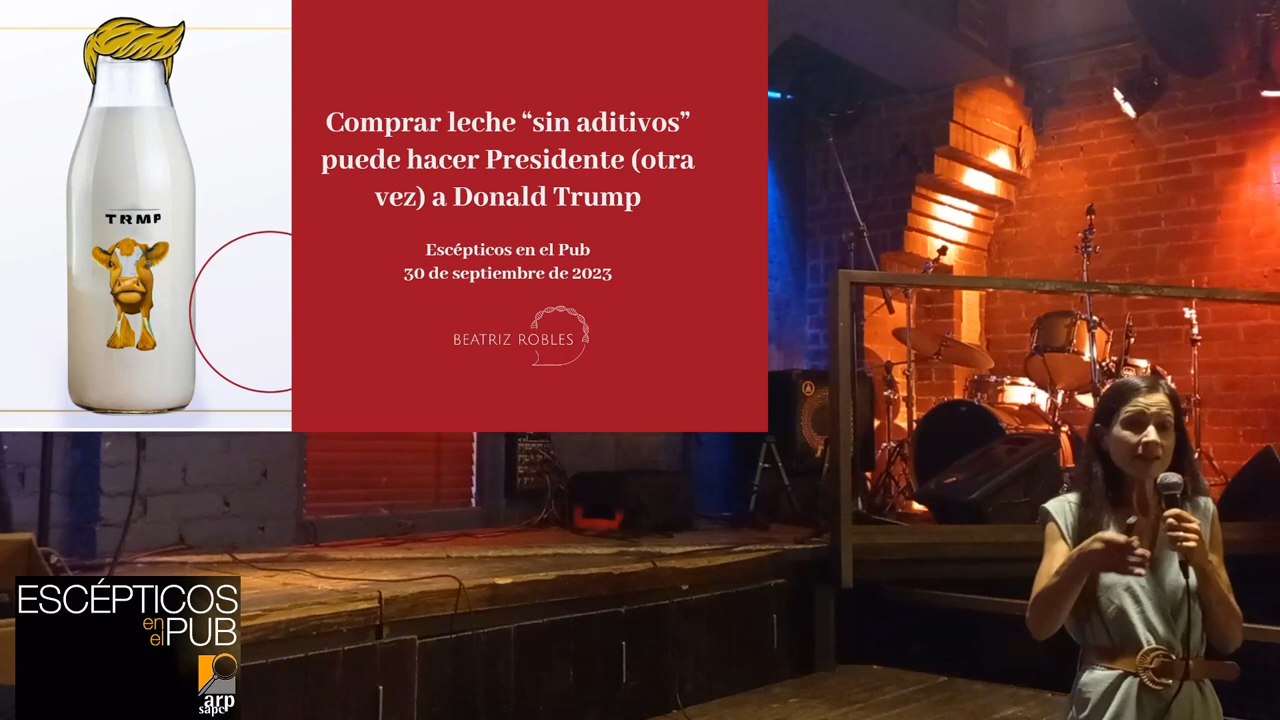 TRMP
Comprar leche “sin aditivos”
puede hacer Presidente (otra
vez) a Donald Trump
Escépticos en el Pub
30 de septiembre de 2023
BEATRIZ ROBLES
ESCÉPTICOS
en
el
PUB
arp
sapc